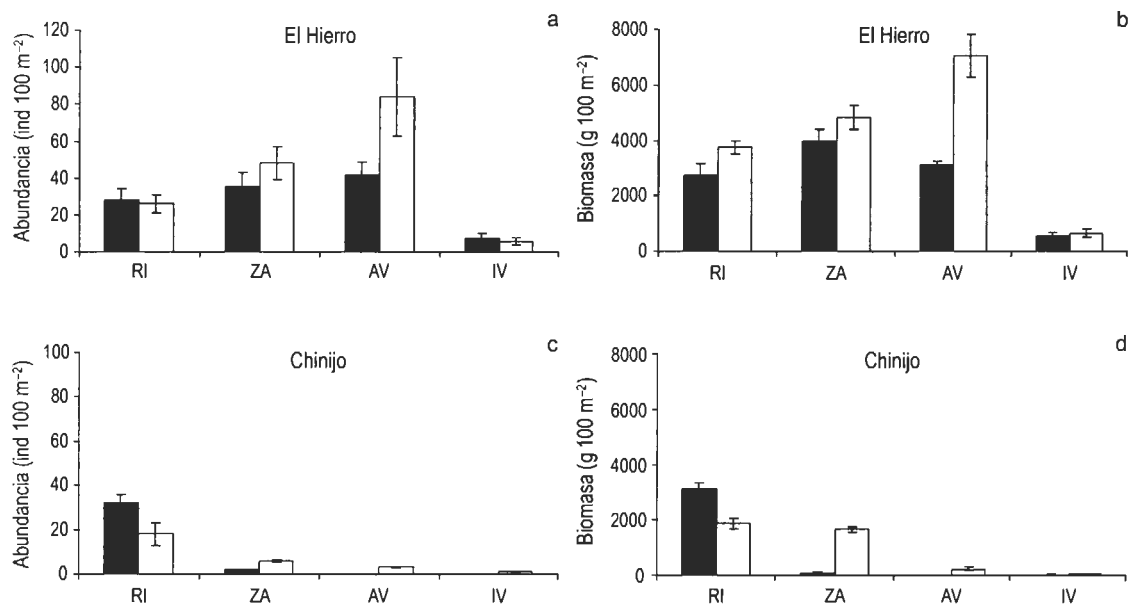 a
El Hierro
Abundancia (ind 100 m⁻²)
120
100
80
60
40
20
0
RI ZA AV IV
b
El Hierro
Biomasa (g 100 m⁻²)
8000
6000
4000
2000
0
RI ZA AV IV
c
Chinijo
Abundancia (ind 100 m⁻²)
100
80
60
40
20
0
RI ZA AV IV
d
Chinijo
Biomasa (g 100 m⁻²)
8000
6000
4000
2000
0
RI ZA AV IV